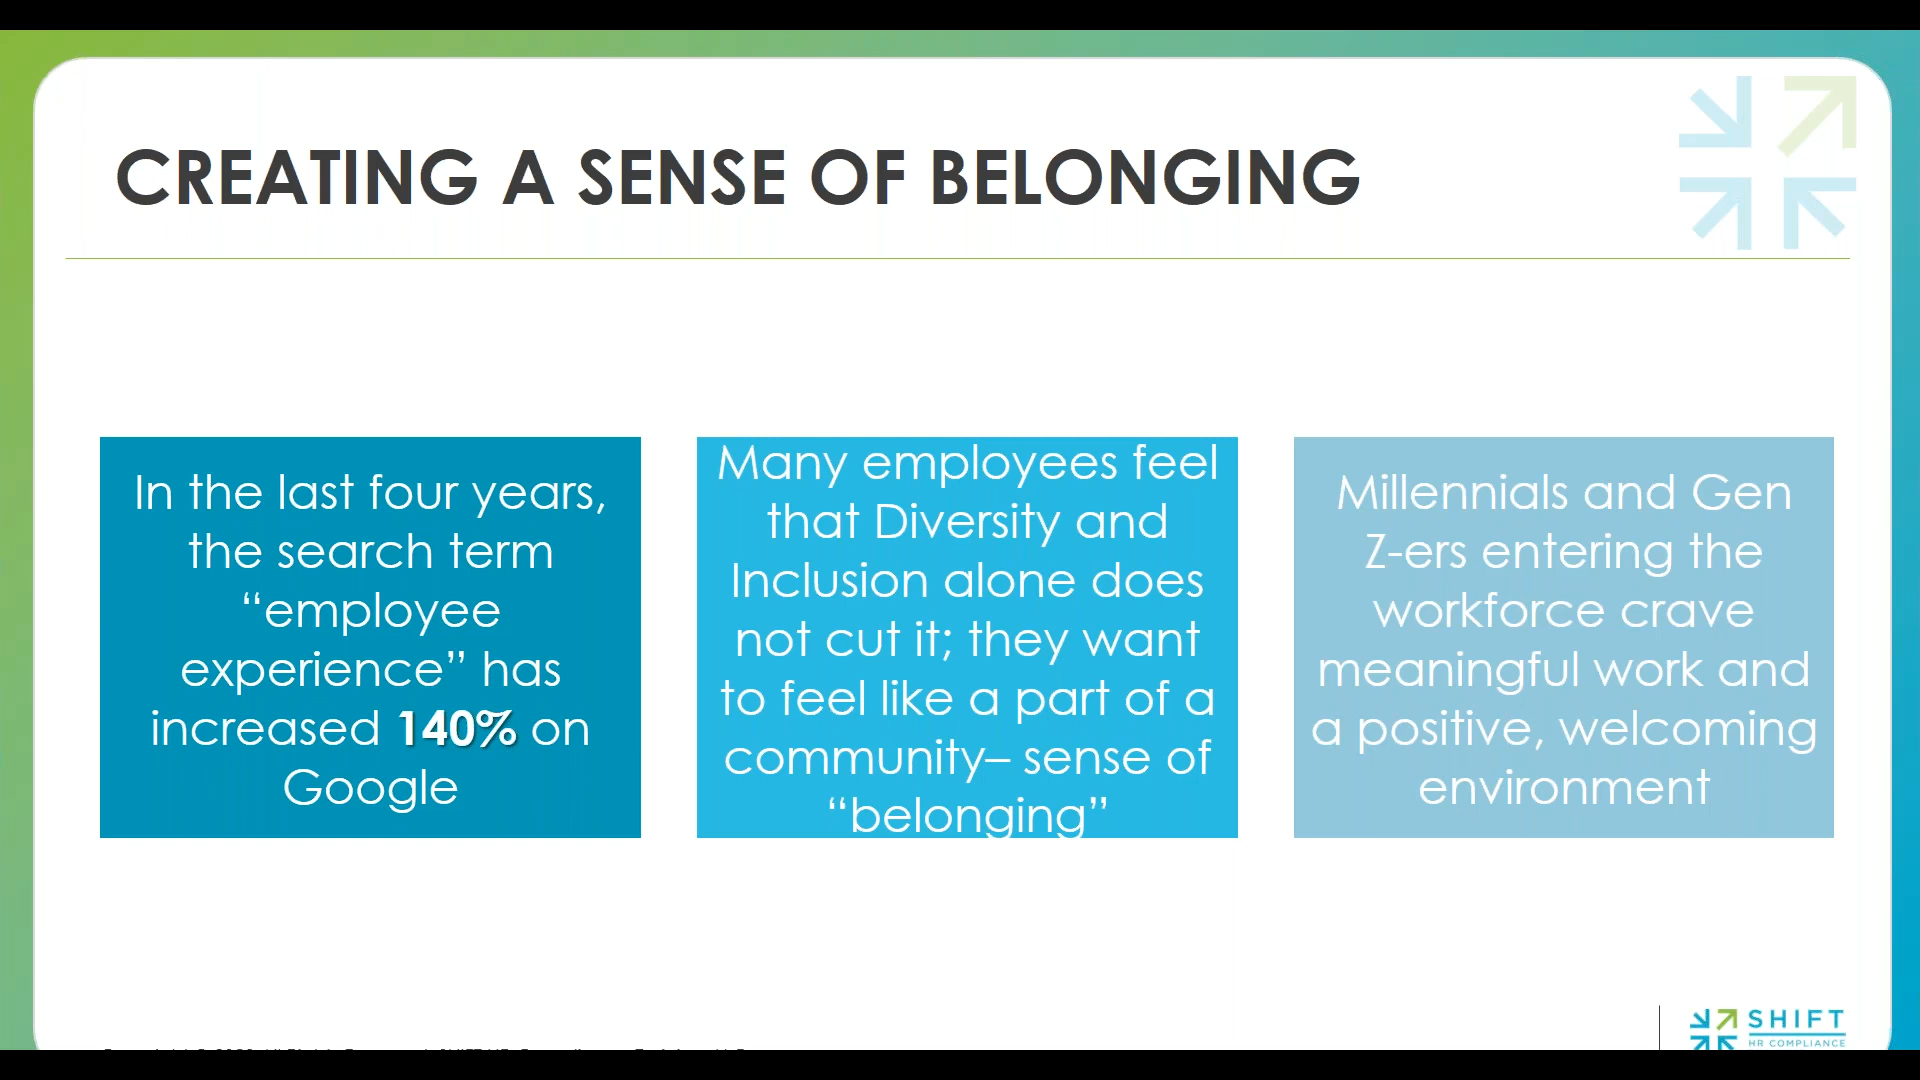 CREATING A SENSE OF BELONGING
In the last four years,
the search term
“employee
experience” has
increased 140% on
Google
Many employees feel
that Diversity and
Inclusion alone does
not cut it; they want
to feel like a part of a
community– sense of
“belonging”
Millennials and Gen
Z-ers entering the
workforce crave
meaningful work and
a positive, welcoming
environment
SHIFT
HR COMPLIANCE